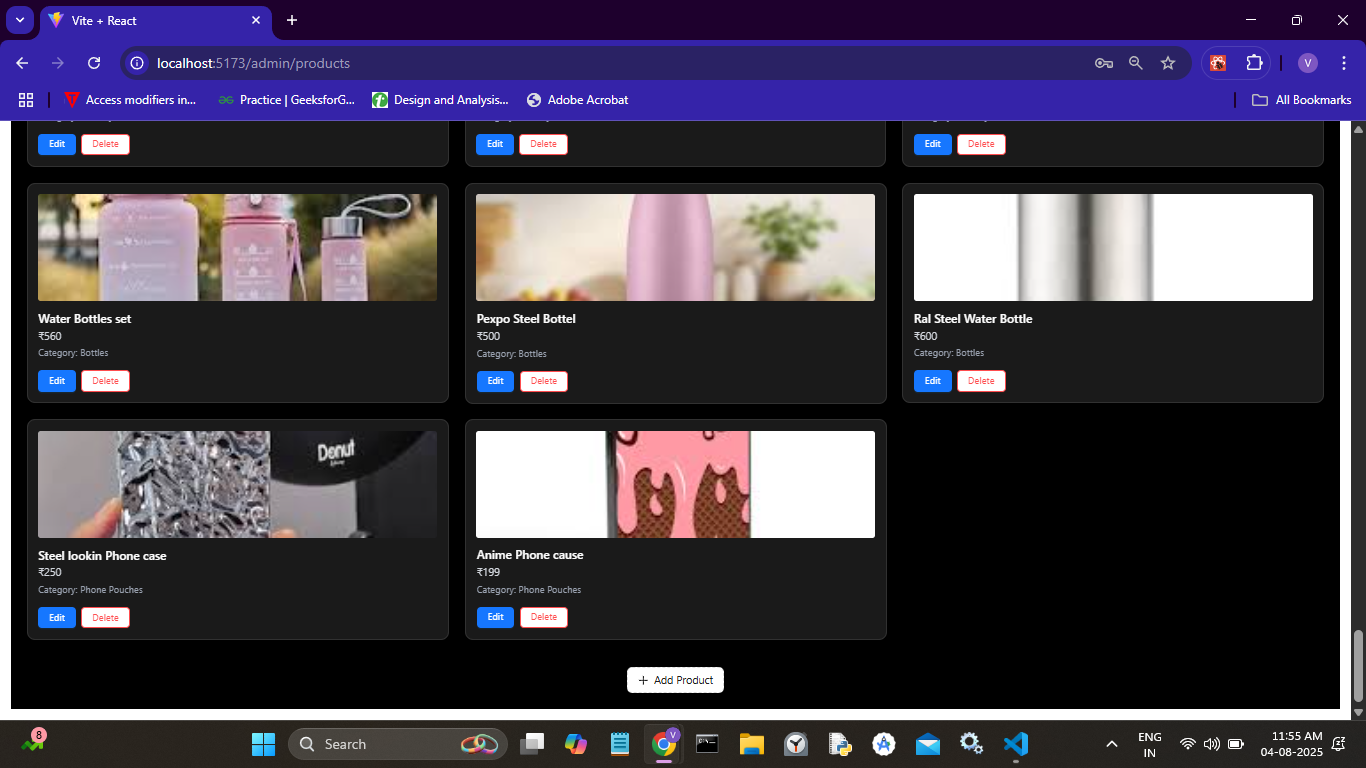 Vite + React
localhost:5173/admin/products
V
Access modifiers in...
Practice | GeeksforG...
Design and Analysis...
Adobe Acrobat
All Bookmarks
Edit Delete
Edit Delete
Edit Delete
Water Bottles set
₹560
Category: Bottles
Edit Delete
Pexpo Steel Bottel
₹500
Category: Bottles
Edit Delete
Ral Steel Water Bottle
₹600
Category: Bottles
Edit Delete
Donut
Steel lookin Phone case
₹250
Category: Phone Pouches
Edit Delete
Anime Phone cause
₹199
Category: Phone Pouches
Edit Delete
+ Add Product
8
Search
V
ENG
IN
11:55 AM
04-08-2025